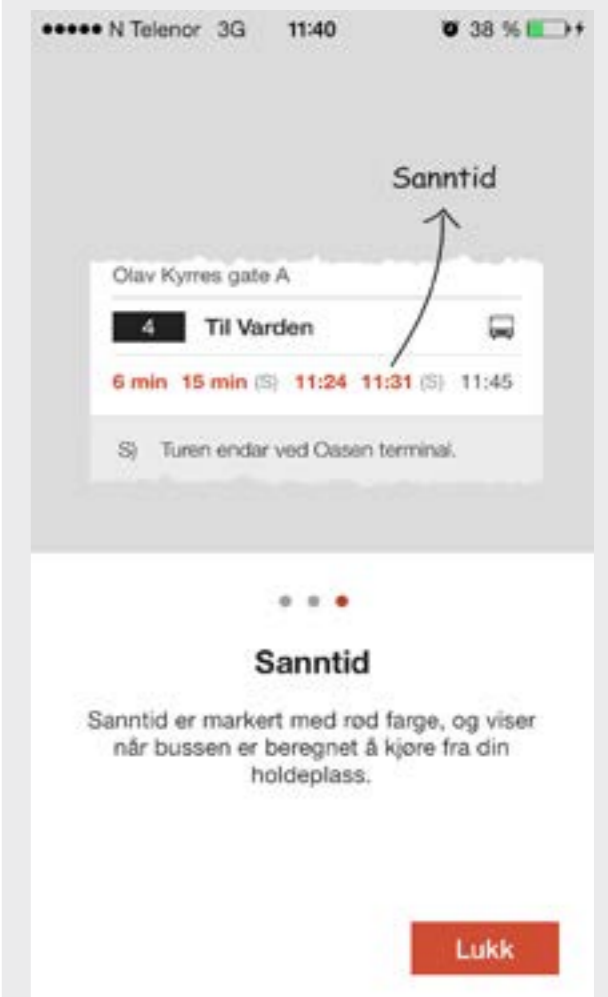 N Telenor 3G 11:40 38 %
Sanntid
Olav Kyrres gate A
4 Til Varden
6 min 15 min (S) 11:24 11:31 (S) 11:45
S) Turen endar ved Oasen terminal.
Sanntid
Sanntid er markert med rød farge, og viser
når bussen er beregnet å kjøre fra din
holdeplass.
Lukk